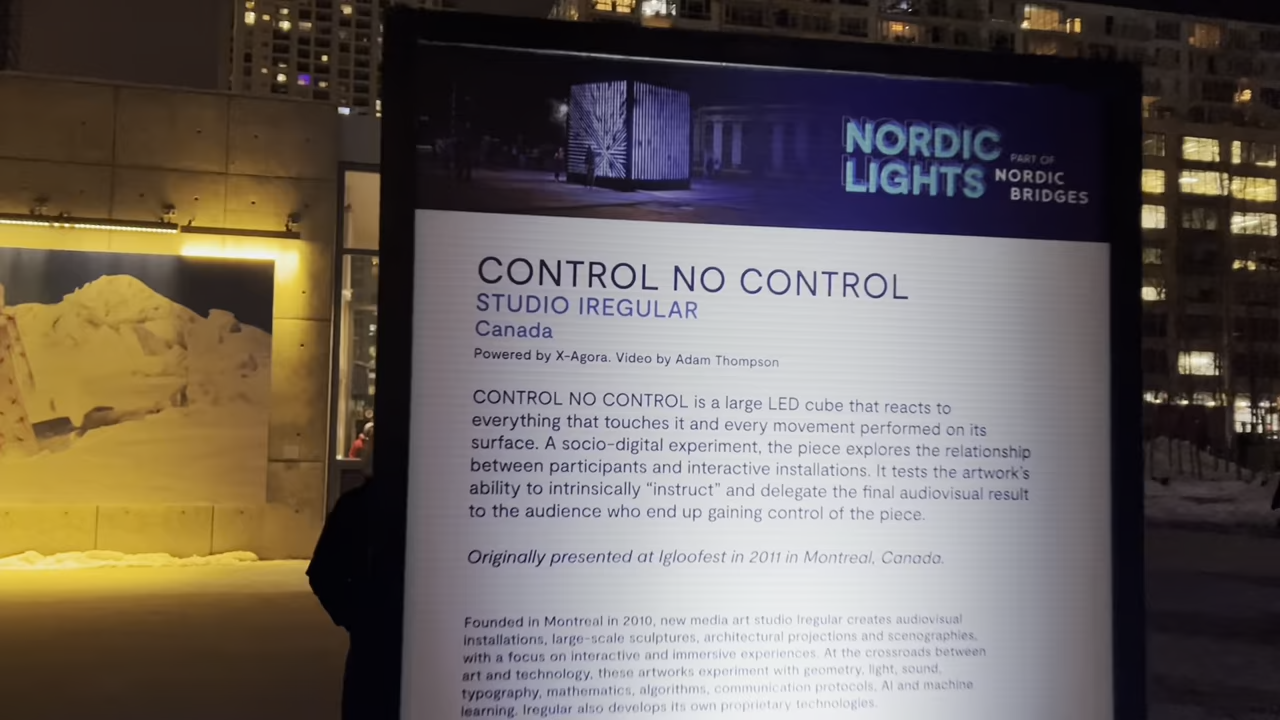 NORDIC
LIGHTS
PART OF
NORDIC
BRIDGES
CONTROL NO CONTROL
STUDIO IREGULAR
Canada
Powered by X-Agora. Video by Adam Thompson
CONTROL NO CONTROL is a large LED cube that reacts to
everything that touches it and every movement performed on its
surface. A socio-digital experiment, the piece explores the relationship
between participants and interactive installations. It tests the artwork's
ability to intrinsically “instruct” and delegate the final audiovisual result
to the audience who end up gaining control of the piece.
Originally presented at Igloofest in 2011 in Montreal, Canada.
Founded in Montreal in 2010, new media art studio Iregular creates audiovisual
installations, large-scale sculptures, architectural projections and scenographies,
with a focus on interactive and immersive experiences. At the crossroads between
art and technology, these artworks experiment with geometry, light, sound,
typography, mathematics, algorithms, communication protocols, AI and machine
learning. Iregular also develops its own proprietary technologies.